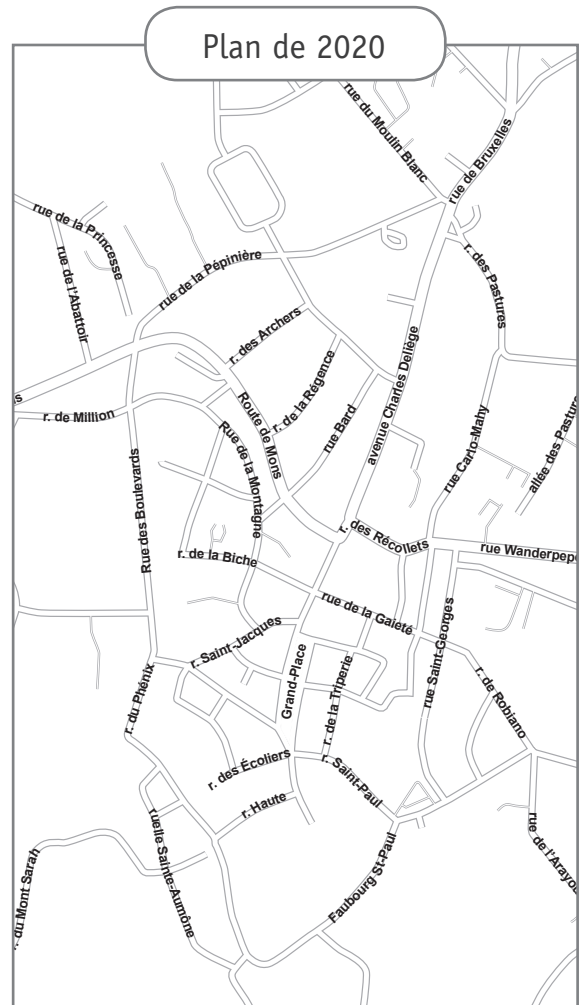 Plan de 2020
rue du Moulin Blanc
rue de Bruxelles
rue de la Princesse
rue de l'Abattoir
rue de la Pépinière
r. des Pastures
r. des Archers
r. de la Régence
avenue Charles Deliège
s
r. de Million
Route de Mons
rue Bard
rue Carlo-Mahy
allée des Pastur
Rue de la Montagne
Rue des Boulevards
r. des Récollets
rue Wanderpep
r. de la Biche
rue de la Gaieté
rue Saint-Georges
r. Saint-Jacques
Grand-Place
r. de la Triperie
r. de Robiano
r. du Phénix
r. des Écoliers
r. Saint-Paul
r. Haute
ruelle Sainte-Aumône
Faubourg St-Paul
rue de l'Arayo
r. du Mont Sarah